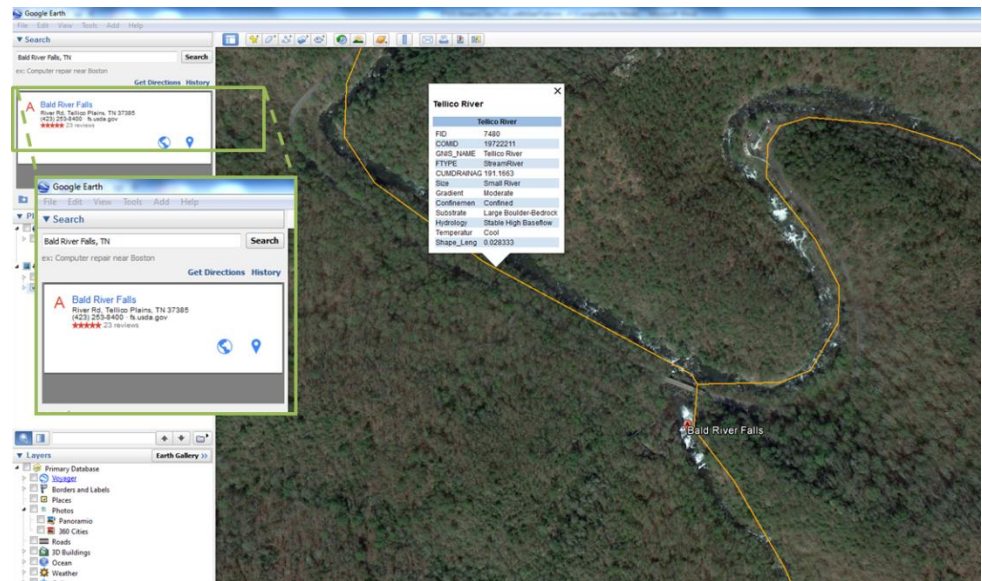 Google Earth
File Edit View Tools Add Help
▼ Search
Bald River Falls, TN Search
ex: Computer repair near Boston
Get Directions History
A Bald River Falls
River Rd, Tellico Plains, TN 37385
(423) 253-8400 · fs.usda.gov
23 reviews
Google Earth
File Edit View Tools Add Help
▼ Search
Bald River Falls, TN Search
ex: Computer repair near Boston
Get Directions History
A Bald River Falls
River Rd, Tellico Plains, TN 37385
(423) 253-8400 · fs.usda.gov
23 reviews
▼ Layers Earth Gallery
Primary Database
Voyager
Borders and Labels
Places
Photos
Panoramio
360 Cities
Roads
3D Buildings
Ocean
Weather
Tellico River
Tellico River
FID 7480
COMID 19722211
GNIS_NAME Tellico River
FTYPE StreamRiver
CUMDRAINAG 191.1663
Size Small River
Gradient Moderate
Confinemen Confined
Substrate Large Boulder-Bedrock
Hydrology Stable High Baseflow
Temperatur Cool
Shape_Leng 0.028333
Bald River Falls